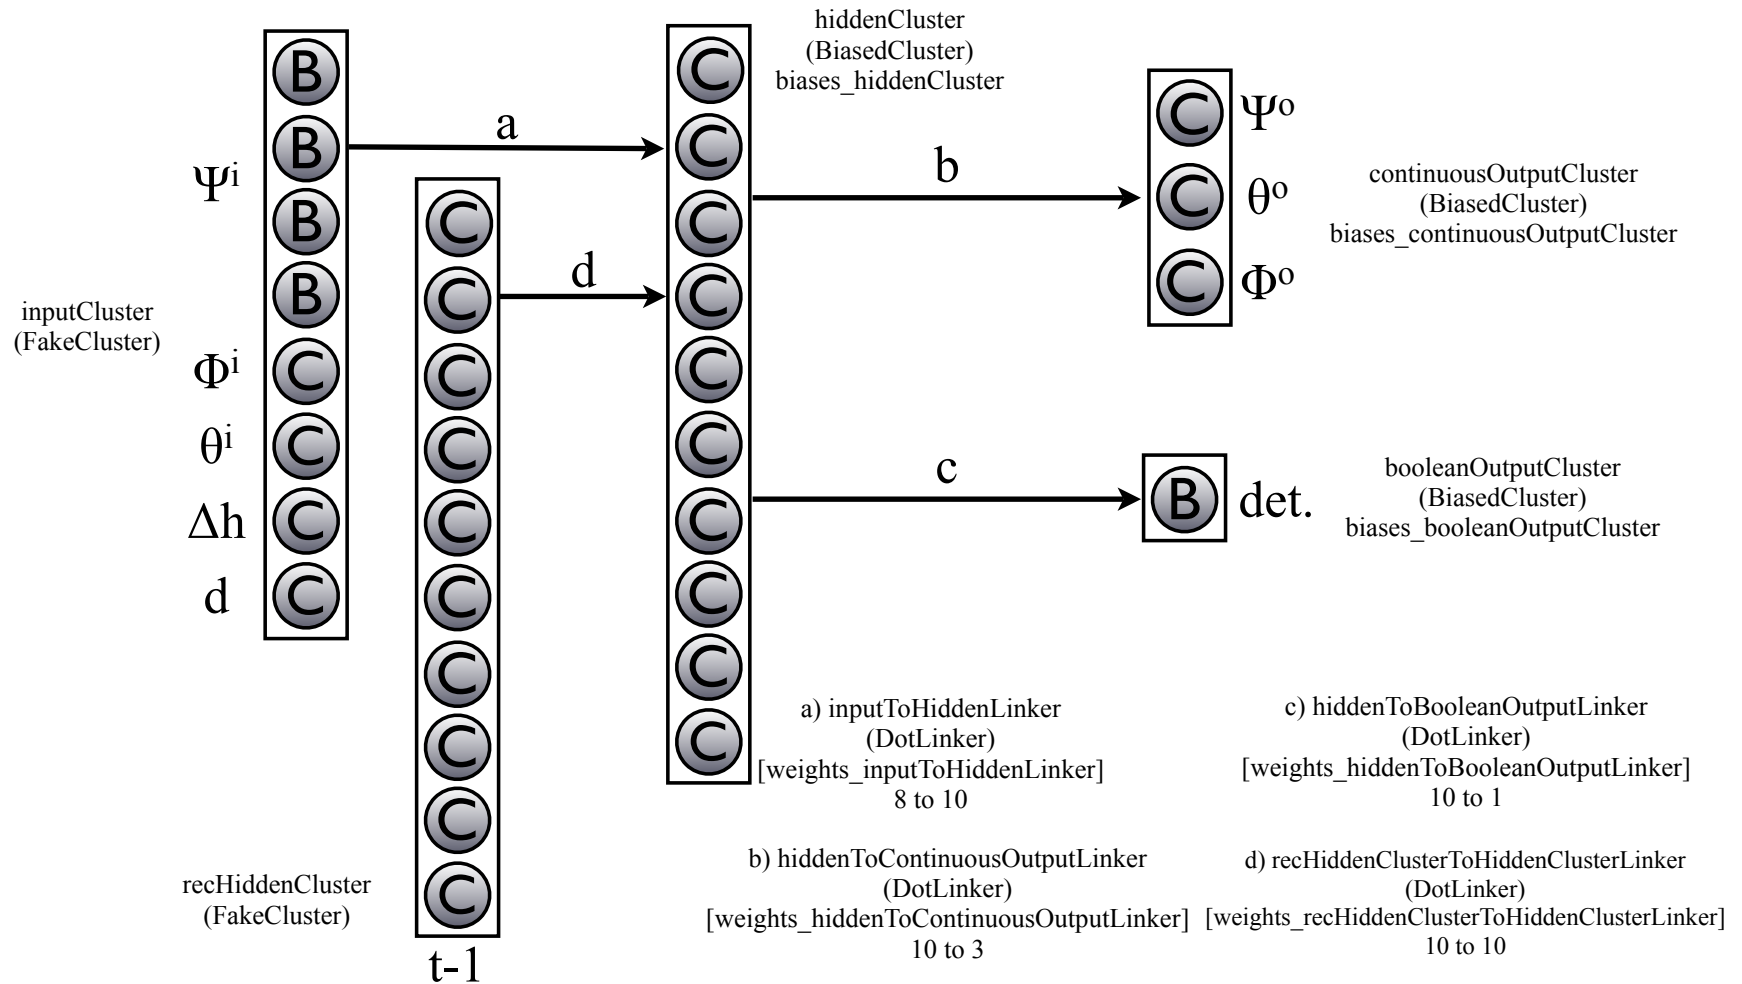 hiddenCluster
(BiasedCluster)
biases_hiddenCluster
B
B
B
B
C
C
C
C
Ψⁱ
Φⁱ
θⁱ
Δh
d
inputCluster
(FakeCluster)
a
C
C
C
C
C
C
C
C
C
C
t-1
recHiddenCluster
(FakeCluster)
d
C
C
C
C
C
C
C
C
C
C
b
C Ψᵒ
C θᵒ
C Φᵒ
continuousOutputCluster
(BiasedCluster)
biases_continuousOutputCluster
c
B det.
booleanOutputCluster
(BiasedCluster)
biases_booleanOutputCluster
a) inputToHiddenLinker
(DotLinker)
[weights_inputToHiddenLinker]
8 to 10
c) hiddenToBooleanOutputLinker
(DotLinker)
[weights_hiddenToBooleanOutputLinker]
10 to 1
b) hiddenToContinuousOutputLinker
(DotLinker)
[weights_hiddenToContinuousOutputLinker]
10 to 3
d) recHiddenClusterToHiddenClusterLinker
(DotLinker)
[weights_recHiddenClusterToHiddenClusterLinker]
10 to 10